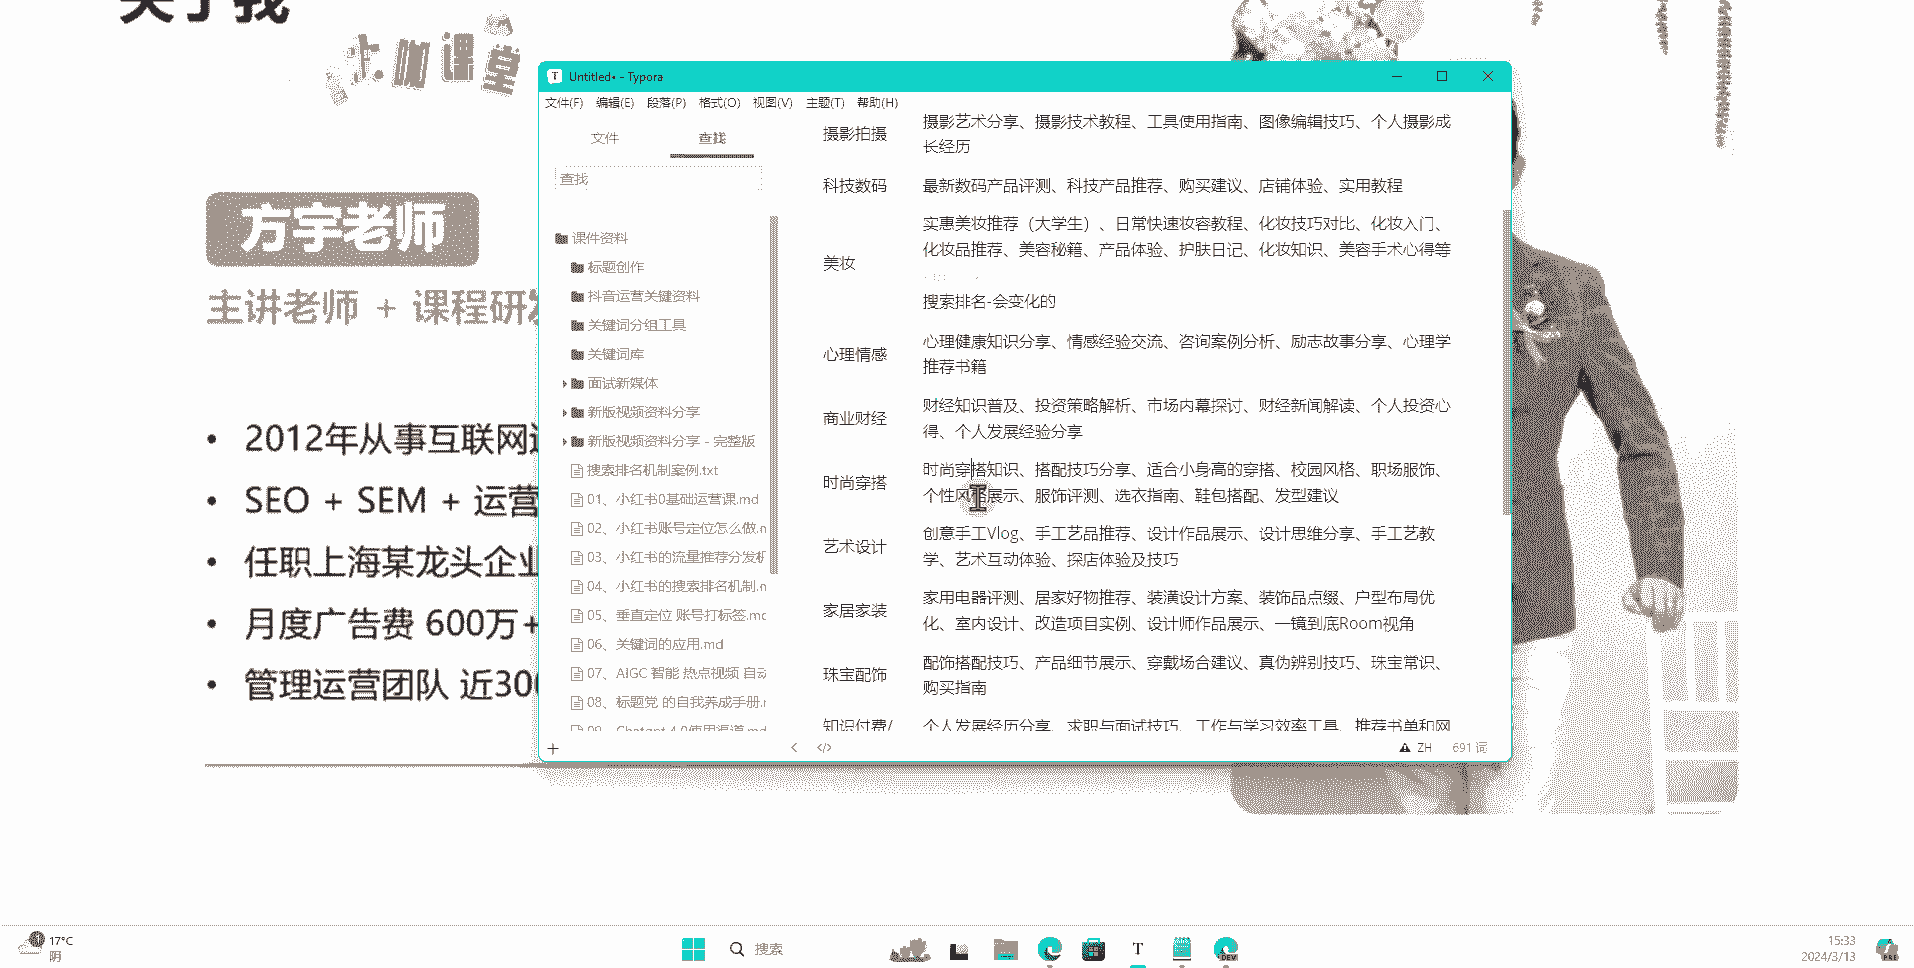 关于我
大咖课堂
方宇老师
主讲老师 + 课程研发
2012年从事互联网
SEO + SEM + 运营
任职上海某龙头企业
月度广告费 600万+
管理运营团队 近300
Untitled• - Typora
文件(F) 编辑(E) 段落(P) 格式(O) 视图(V) 主题(T) 帮助(H)
文件 查找
查找
课件资料
标题创作
抖音运营关键资料
关键词分组工具
关键词库
面试新媒体
新版视频资料分享
新版视频资料分享 - 完整版
搜索排名机制案例.txt
01、小红书0基础运营课.md
02、小红书账号定位怎么做.n
03、小红书的流量推荐分发机
04、小红书的搜索排名机制.n
05、垂直定位 账号打标签.mc
06、关键词的应用.md
07、AIGC 智能 热点视频 自动
08、标题党 的自我养成手册.r
09、Chatgpt 4.0使用渠道.md
摄影拍摄
摄影艺术分享、摄影技术教程、工具使用指南、图像编辑技巧、个人摄影成
长经历
科技数码
最新数码产品评测、科技产品推荐、购买建议、店铺体验、实用教程
美妆
实惠美妆推荐（大学生）、日常快速妆容教程、化妆技巧对比、化妆入门、
化妆品推荐、美容秘籍、产品体验、护肤日记、化妆知识、美容手术心得等
搜索排名-会变化的
心理情感
心理健康知识分享、情感经验交流、咨询案例分析、励志故事分享、心理学
推荐书籍
商业财经
财经知识普及、投资策略解析、市场内幕探讨、财经新闻解读、个人投资心
得、个人发展经验分享
时尚穿搭
时尚穿搭知识、搭配技巧分享、适合小身高的穿搭、校园风格、职场服饰、
个性风格展示、服饰评测、选衣指南、鞋包搭配、发型建议
艺术设计
创意手工Vlog、手工艺品推荐、设计作品展示、设计思维分享、手工艺教
学、艺术互动体验、探店体验及技巧
家居家装
家用电器评测、居家好物推荐、装潢设计方案、装饰品点缀、户型布局优
化、室内设计、改造项目实例、设计师作品展示、一镜到底Room视角
珠宝配饰
配饰搭配技巧、产品细节展示、穿戴场合建议、真伪辨别技巧、珠宝常识、
购买指南
知识付费/
个人发展经历分享、求职与面试技巧、工作与学习效率工具、推荐书单和网
ZH 691 词
17°C
阴
搜索
T
DEV
15:33
2024/3/13
PRE